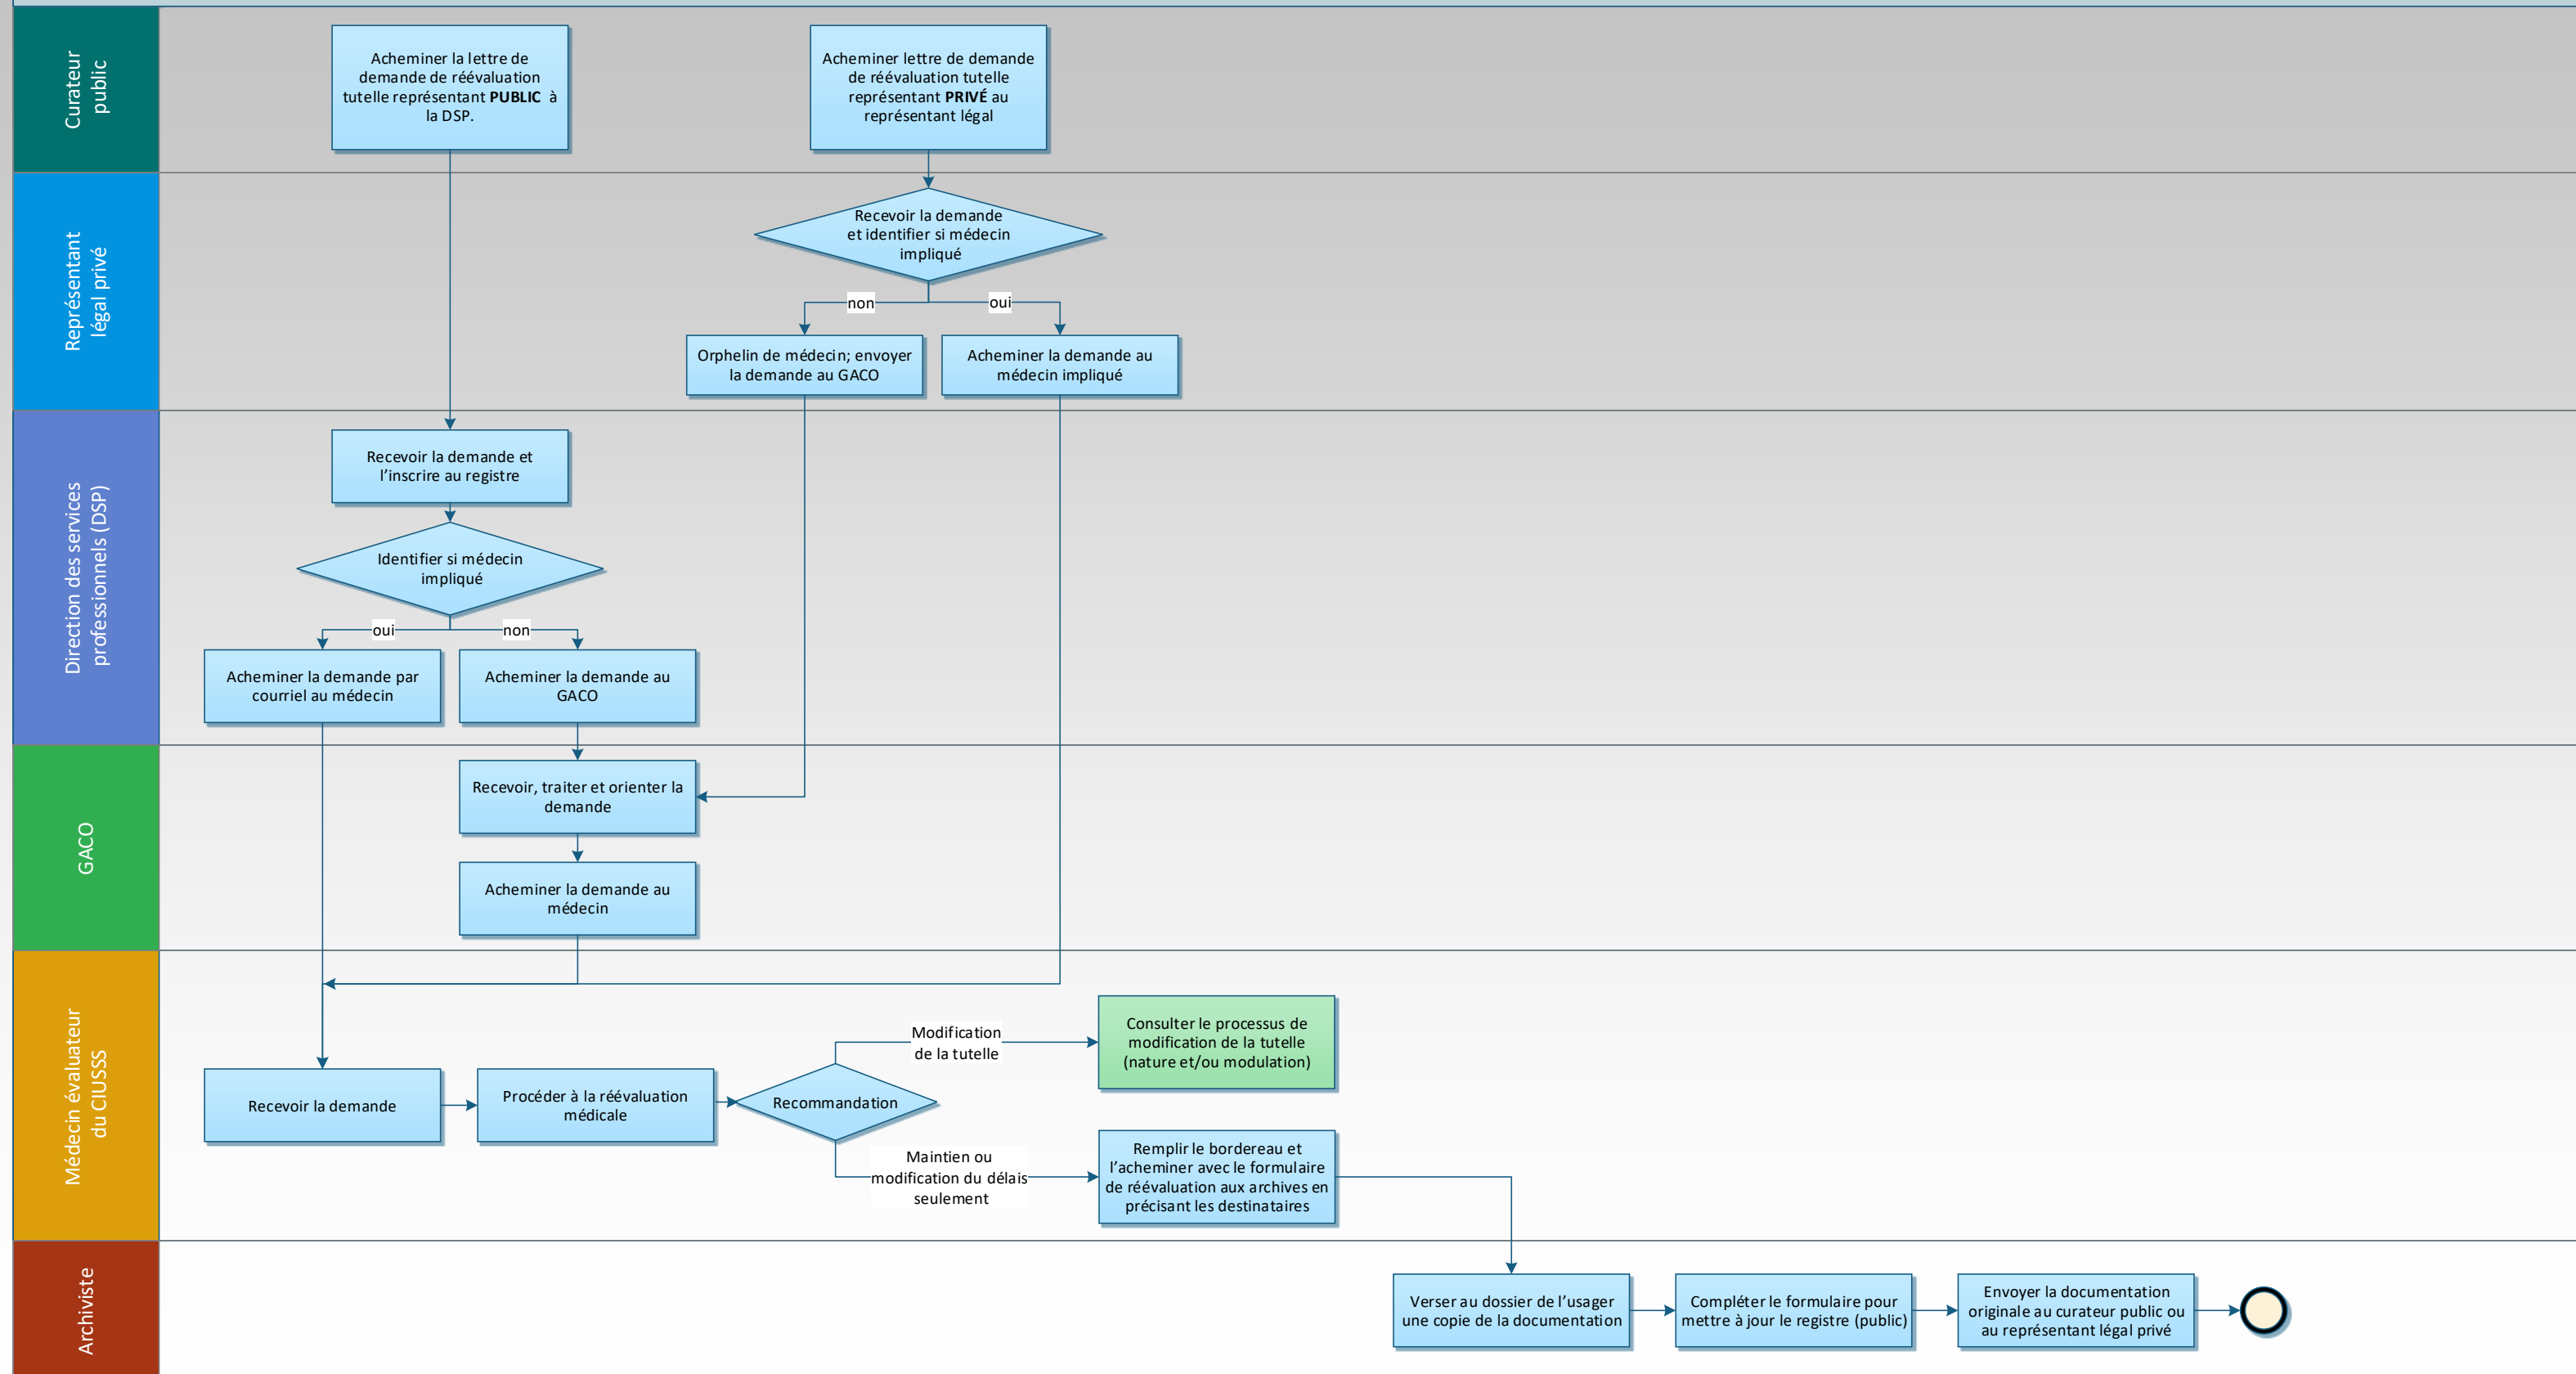 Curateur
public
Acheminer la lettre de
demande de réévaluation
tutelle représentant PUBLIC à
la DSP.
Acheminer lettre de demande
de réévaluation tutelle
représentant PRIVÉ au
représentant légal
Représentant
légal privé
Recevoir la demande
et identifier si médecin
impliqué
non
oui
Orphelin de médecin; envoyer
la demande au GACO
Acheminer la demande au
médecin impliqué
Direction des services
professionnels (DSP)
Recevoir la demande et
l’inscrire au registre
Identifier si médecin
impliqué
oui
non
Acheminer la demande par
courriel au médecin
Acheminer la demande au
GACO
GACO
Recevoir, traiter et orienter la
demande
Acheminer la demande au
médecin
Médecin évaluateur
du CIUSSS
Recevoir la demande
Procéder à la réévaluation
médicale
Recommandation
Modification
de la tutelle
Consulter le processus de
modification de la tutelle
(nature et/ou modulation)
Maintien ou
modification du délais
seulement
Remplir le bordereau et
l’acheminer avec le formulaire
de réévaluation aux archives en
précisant les destinataires
Archiviste
Verser au dossier de l’usager
une copie de la documentation
Compléter le formulaire pour
mettre à jour le registre (public)
Envoyer la documentation
originale au curateur public ou
au représentant légal privé